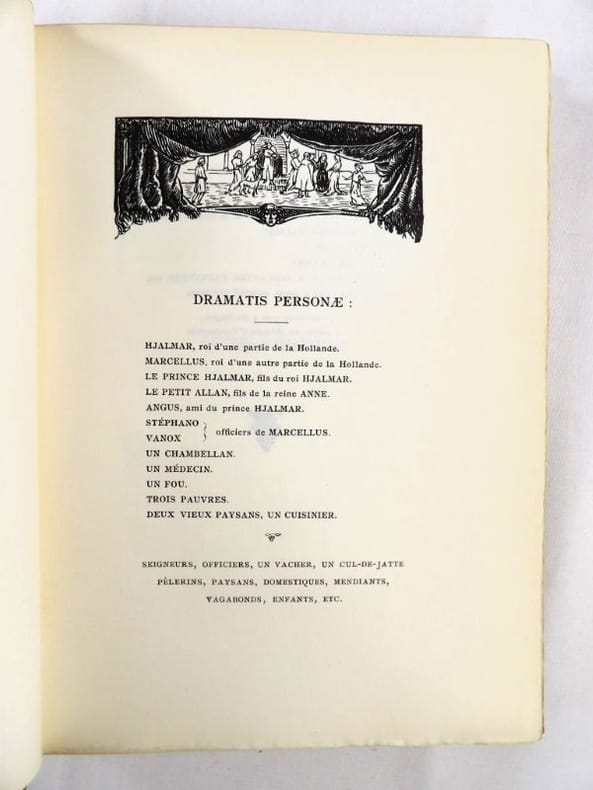 DRAMATIS PERSONÆ :
HJALMAR, roi d'une partie de la Hollande.
MARCELLUS, roi d'une autre partie de la Hollande.
LE PRINCE HJALMAR, fils du roi HJALMAR.
LE PETIT ALLAN, fils de la reine ANNE.
ANGUS, ami du prince HJALMAR.
STÉPHANO
VANOX
officiers de MARCELLUS.
UN CHAMBELLAN.
UN MÉDECIN.
UN FOU.
TROIS PAUVRES.
DEUX VIEUX PAYSANS, UN CUISINIER.
SEIGNEURS, OFFICIERS, UN VACHER, UN CUL-DE-JATTE
PÈLERINS, PAYSANS, DOMESTIQUES, MENDIANTS,
VAGABONDS, ENFANTS, ETC.